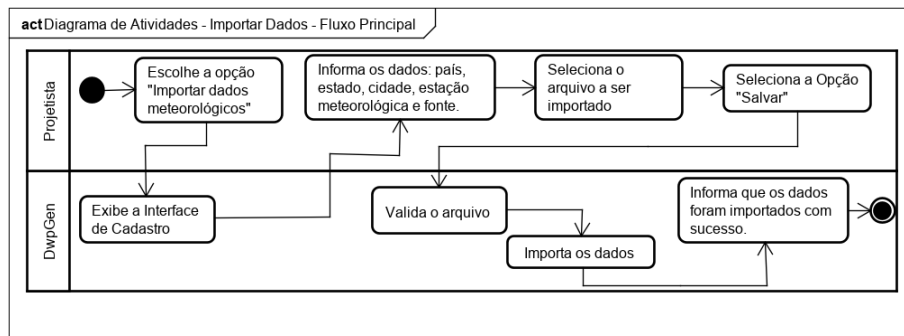 act Diagrama de Atividades - Importar Dados - Fluxo Principal
Projetista
Escolhe a opção
"Importar dados
meteorológicos"
Informa os dados: país,
estado, cidade, estação
meteorológica e fonte.
Seleciona o
arquivo a ser
importado
Seleciona a Opção
"Salvar"
DwpGen
Exibe a Interface
de Cadastro
Valida o arquivo
Importa os dados
Informa que os dados
foram importados com
sucesso.